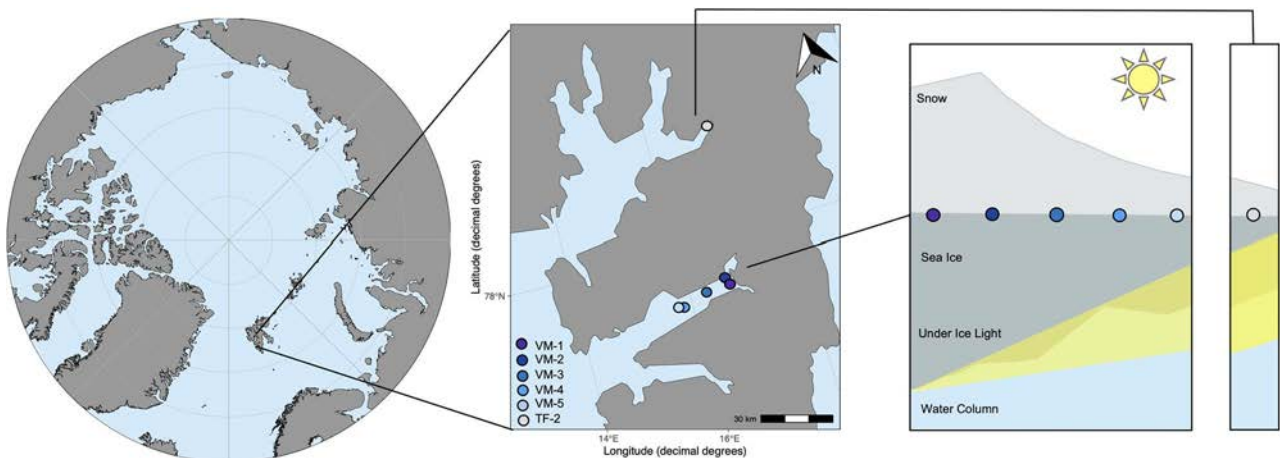 N
Latitude (decimal degrees)
78°N
VM-1
VM-2
VM-3
VM-4
VM-5
TF-2
30 km
14°E
16°E
Longitude (decimal degrees)
Snow
Sea Ice
Under Ice Light
Water Column